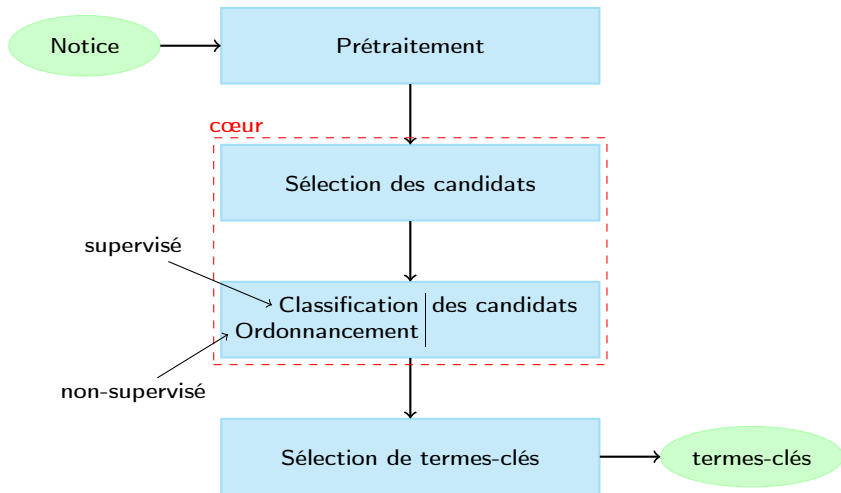 Notice
Prétraitement
cœur
Sélection des candidats
supervisé
Classification des candidats
Ordonnancement
non-supervisé
Sélection de termes-clés
termes-clés